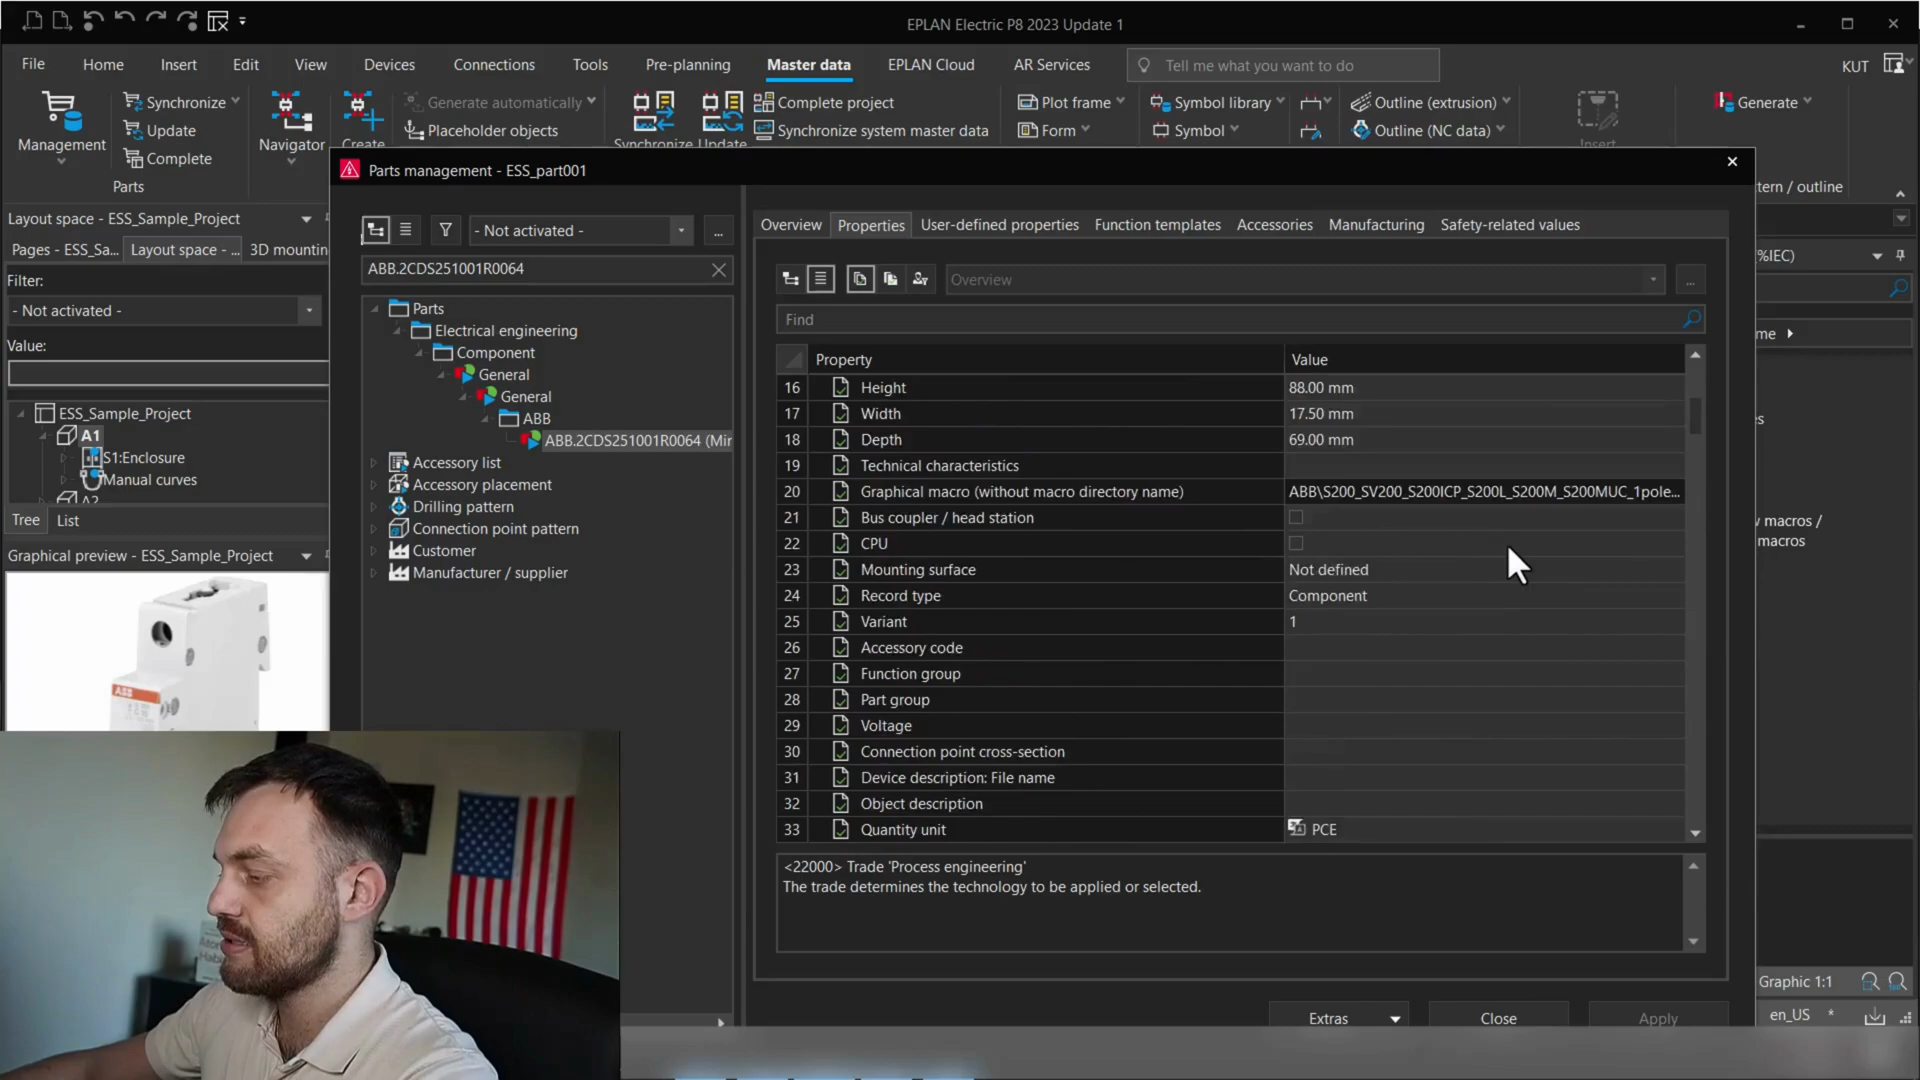 EPLAN Electric P8 2023 Update 1
File Home Insert Edit View Devices Connections Tools Pre-planning Master data EPLAN Cloud AR Services Tell me what you want to do KUT
Management
Synchronize
Update
Complete
Parts
Navigator
Create
Generate automatically
Placeholder objects
Synchronize Update
Complete project
Synchronize system master data
Plot frame
Form
Symbol library
Symbol
Outline (extrusion)
Outline (NC data)
Insert
Generate
tern / outline
Layout space - ESS_Sample_Project
Pages - ESS_Sa... Layout space - ... 3D mountin
Filter:
- Not activated -
Value:
ESS_Sample_Project
A1
S1:Enclosure
Manual curves
A2
Tree List
Graphical preview - ESS_Sample_Project
ABB
Parts management - ESS_part001
- Not activated -
...
ABB.2CDS251001R0064
Parts
Electrical engineering
Component
General
General
ABB
ABB.2CDS251001R0064 (Mir
Accessory list
Accessory placement
Drilling pattern
Connection point pattern
Customer
Manufacturer / supplier
Overview Properties User-defined properties Function templates Accessories Manufacturing Safety-related values
Overview
...
Find
Property Value
16 Height 88.00 mm
17 Width 17.50 mm
18 Depth 69.00 mm
19 Technical characteristics
20 Graphical macro (without macro directory name) ABB\S200_SV200_S200ICP_S200L_S200M_S200MUC_1pole...
21 Bus coupler / head station
22 CPU
23 Mounting surface Not defined
24 Record type Component
25 Variant 1
26 Accessory code
27 Function group
28 Part group
29 Voltage
30 Connection point cross-section
31 Device description: File name
32 Object description
33 Quantity unit PCE
<22000> Trade 'Process engineering'
The trade determines the technology to be applied or selected.
Extras Close Apply
%IEC)
me
s
v macros /
macros
Graphic 1:1
en_US *